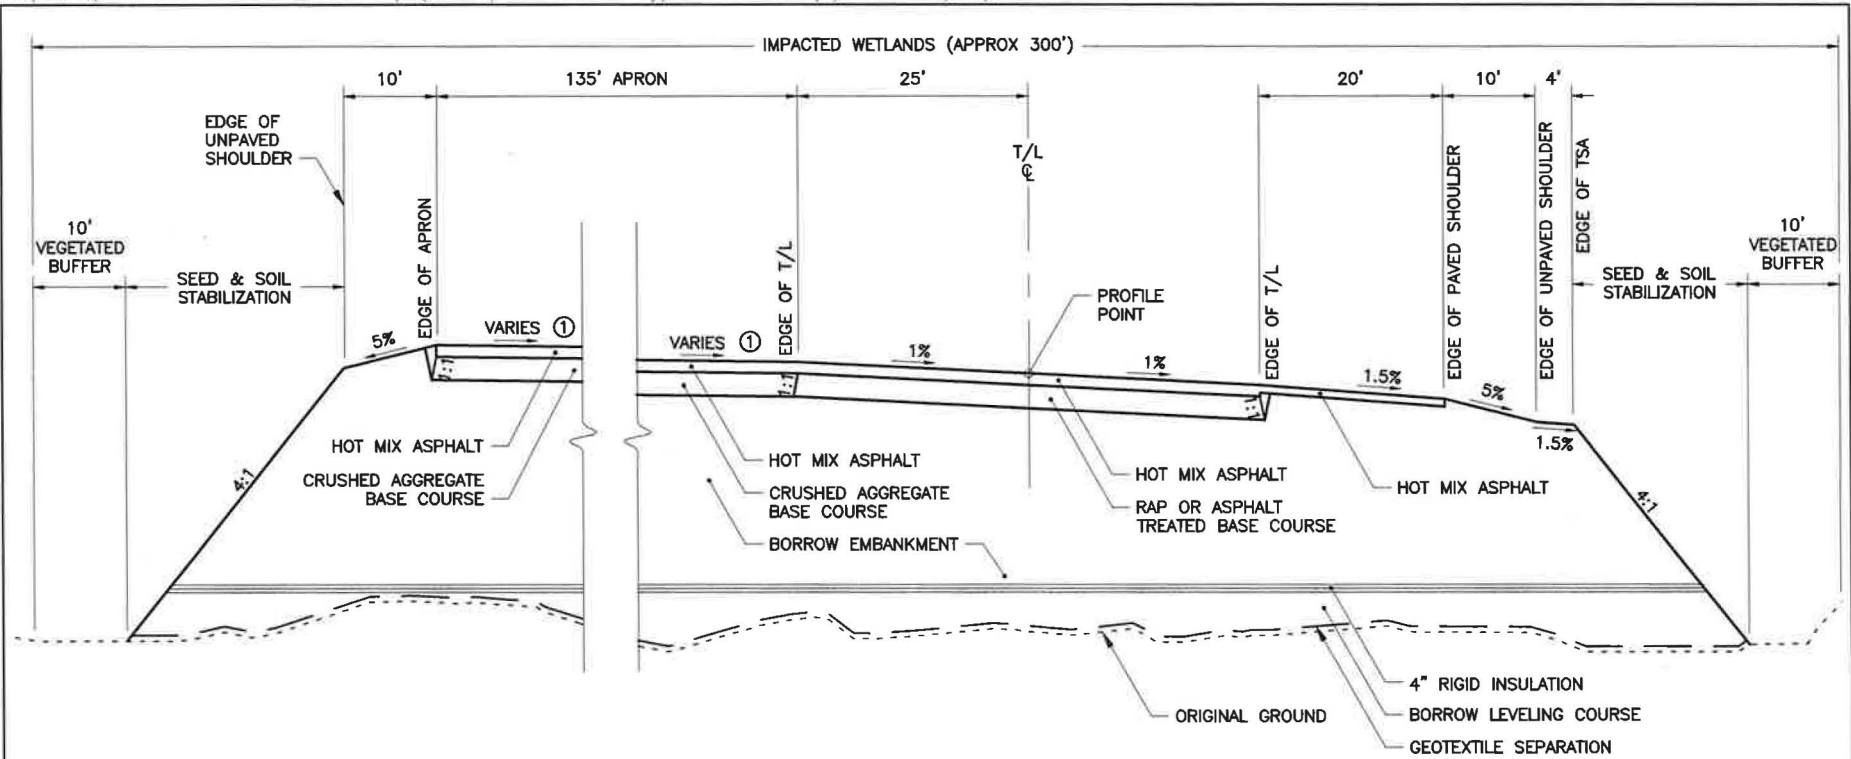 IMPACTED WETLANDS (APPROX 300')
10'
135' APRON
25'
20'
10'
4'
EDGE OF
UNPAVED
SHOULDER
T/L
℄
EDGE OF APRON
EDGE OF T/L
EDGE OF T/L
EDGE OF PAVED SHOULDER
EDGE OF UNPAVED SHOULDER
EDGE OF TSA
10'
VEGETATED
BUFFER
SEED & SOIL
STABILIZATION
PROFILE
POINT
SEED & SOIL
STABILIZATION
10'
VEGETATED
BUFFER
5%
VARIES ①
VARIES ①
1%
1%
1.5%
5%
1.5%
1:1
1:1
1:1
4:1
4:1
HOT MIX ASPHALT
CRUSHED AGGREGATE
BASE COURSE
HOT MIX ASPHALT
CRUSHED AGGREGATE
BASE COURSE
BORROW EMBANKMENT
HOT MIX ASPHALT
RAP OR ASPHALT
TREATED BASE COURSE
HOT MIX ASPHALT
ORIGINAL GROUND
4" RIGID INSULATION
BORROW LEVELING COURSE
GEOTEXTILE SEPARATION